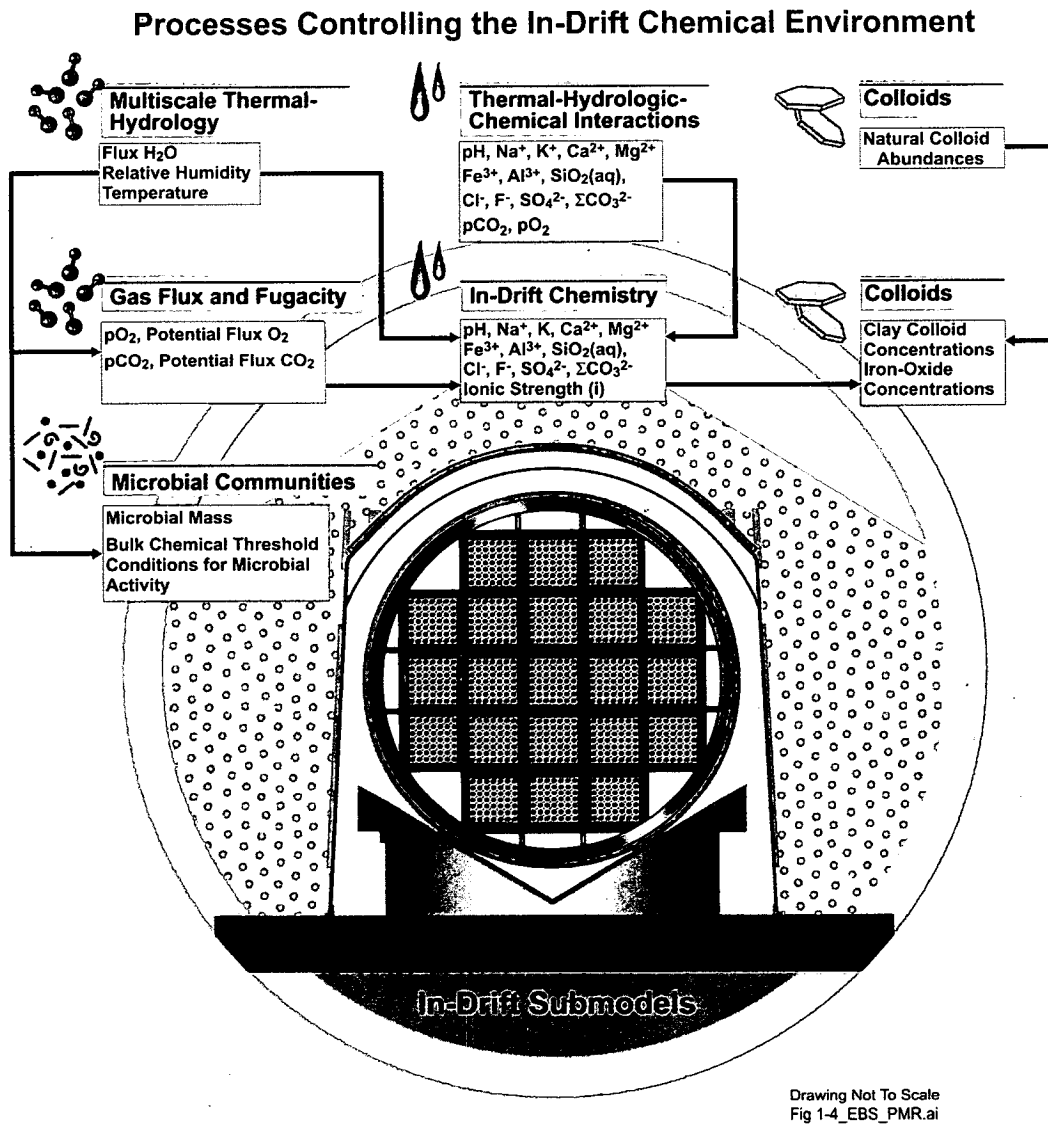 Processes Controlling the In-Drift Chemical Environment
Multiscale Thermal-
Hydrology
Flux H₂O
Relative Humidity
Temperature
Thermal-Hydrologic-
Chemical Interactions
pH, Na⁺, K⁺, Ca²⁺, Mg²⁺
Fe³⁺, Al³⁺, SiO₂(aq),
Cl⁻, F⁻, SO₄²⁻, ΣCO₃²⁻
pCO₂, pO₂
Colloids
Natural Colloid
Abundances
Gas Flux and Fugacity
pO₂, Potential Flux O₂
pCO₂, Potential Flux CO₂
In-Drift Chemistry
pH, Na⁺, K, Ca²⁺, Mg²⁺
Fe³⁺, Al³⁺, SiO₂(aq),
Cl⁻, F⁻, SO₄²⁻, ΣCO₃²⁻
Ionic Strength (i)
Colloids
Clay Colloid
Concentrations
Iron-Oxide
Concentrations
Microbial Communities
Microbial Mass
Bulk Chemical Threshold
Conditions for Microbial
Activity
In-Drift Submodels
Drawing Not To Scale
Fig 1-4_EBS_PMR.ai